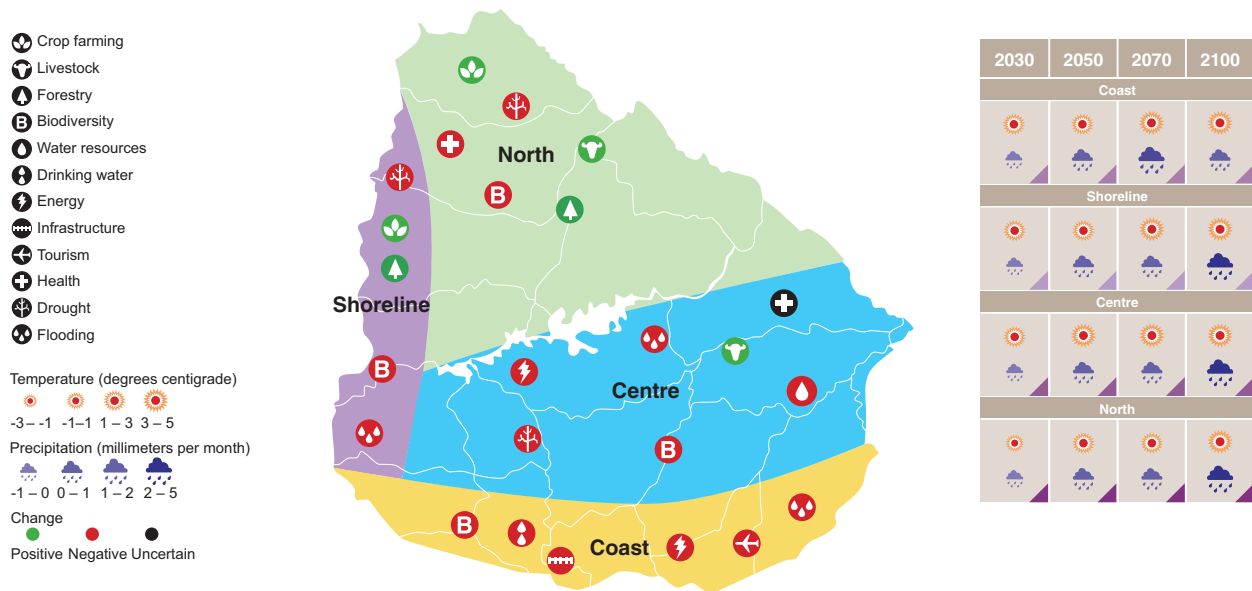 Crop farming
Livestock
Forestry
B Biodiversity
Water resources
Drinking water
Energy
Infrastructure
Tourism
Health
Drought
Flooding
Temperature (degrees centigrade)
-3 – -1 -1–1 1 – 3 3 – 5
Precipitation (millimeters per month)
-1 – 0 0 – 1 1 – 2 2 – 5
Change
Positive Negative Uncertain
North
B
Shoreline
B
Centre
B
B
Coast
2030 2050 2070 2100
Coast
Shoreline
Centre
North